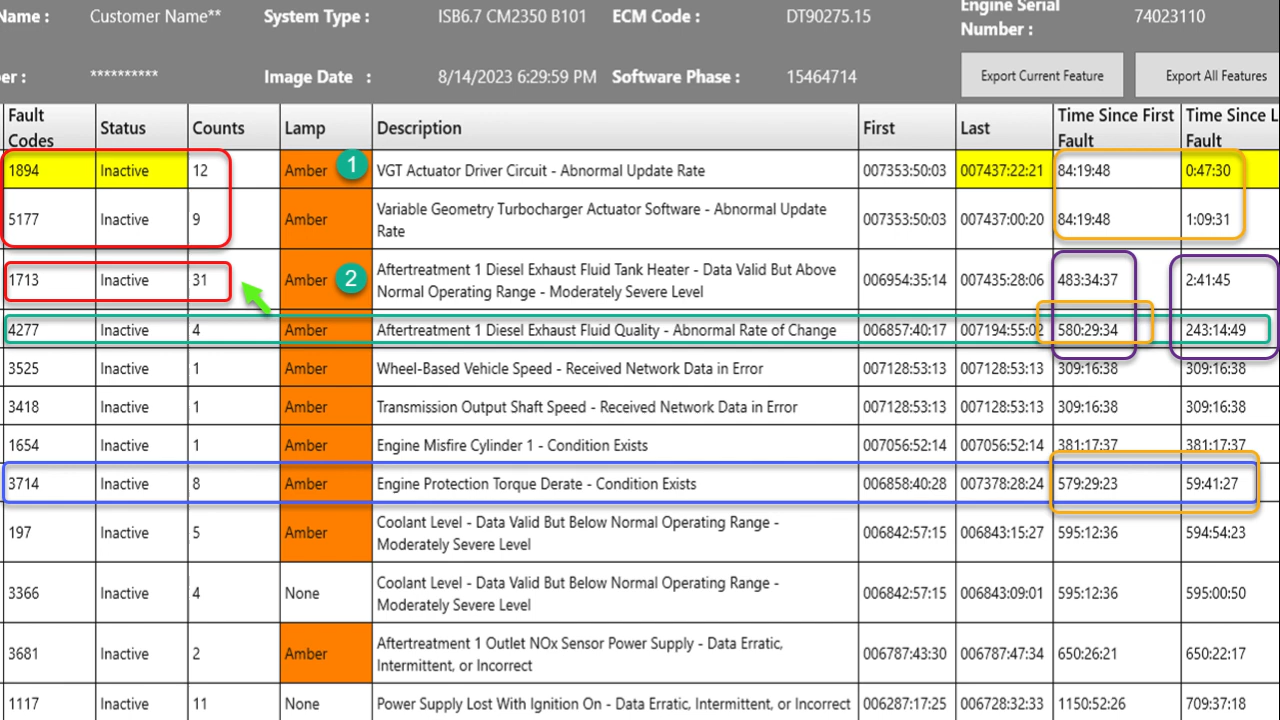 Name : Customer Name** System Type : ISB6.7 CM2350 B101 ECM Code : DT90275.15 Engine Serial Number : 74023110
er : ********** Image Date : 8/14/2023 6:29:59 PM Software Phase : 15464714 Export Current Feature Export All Features
Fault Codes Status Counts Lamp Description First Last Time Since First Fault Time Since L Fault
1894 Inactive 12 Amber 1 VGT Actuator Driver Circuit - Abnormal Update Rate 007353:50:03 007437:22:21 84:19:48 0:47:30
5177 Inactive 9 Amber Variable Geometry Turbocharger Actuator Software - Abnormal Update Rate 007353:50:03 007437:00:20 84:19:48 1:09:31
1713 Inactive 31 Amber 2 Aftertreatment 1 Diesel Exhaust Fluid Tank Heater - Data Valid But Above Normal Operating Range - Moderately Severe Level 006954:35:14 007435:28:06 483:34:37 2:41:45
4277 Inactive 4 Amber Aftertreatment 1 Diesel Exhaust Fluid Quality - Abnormal Rate of Change 006857:40:17 007194:55:02 580:29:34 243:14:49
3525 Inactive 1 Amber Wheel-Based Vehicle Speed - Received Network Data in Error 007128:53:13 007128:53:13 309:16:38 309:16:38
3418 Inactive 1 Amber Transmission Output Shaft Speed - Received Network Data in Error 007128:53:13 007128:53:13 309:16:38 309:16:38
1654 Inactive 1 Amber Engine Misfire Cylinder 1 - Condition Exists 007056:52:14 007056:52:14 381:17:37 381:17:37
3714 Inactive 8 Amber Engine Protection Torque Derate - Condition Exists 006858:40:28 007378:28:24 579:29:23 59:41:27
197 Inactive 5 Amber Coolant Level - Data Valid But Below Normal Operating Range - Moderately Severe Level 006842:57:15 006843:15:27 595:12:36 594:54:23
3366 Inactive 4 None Coolant Level - Data Valid But Below Normal Operating Range - Moderately Severe Level 006842:57:15 006843:09:01 595:12:36 595:00:50
3681 Inactive 2 Amber Aftertreatment 1 Outlet NOx Sensor Power Supply - Data Erratic, Intermittent, or Incorrect 006787:43:30 006787:47:34 650:26:21 650:22:17
1117 Inactive 11 None Power Supply Lost With Ignition On - Data Erratic, Intermittent, or Incorrect 006287:17:25 006728:32:33 1150:52:26 709:37:18